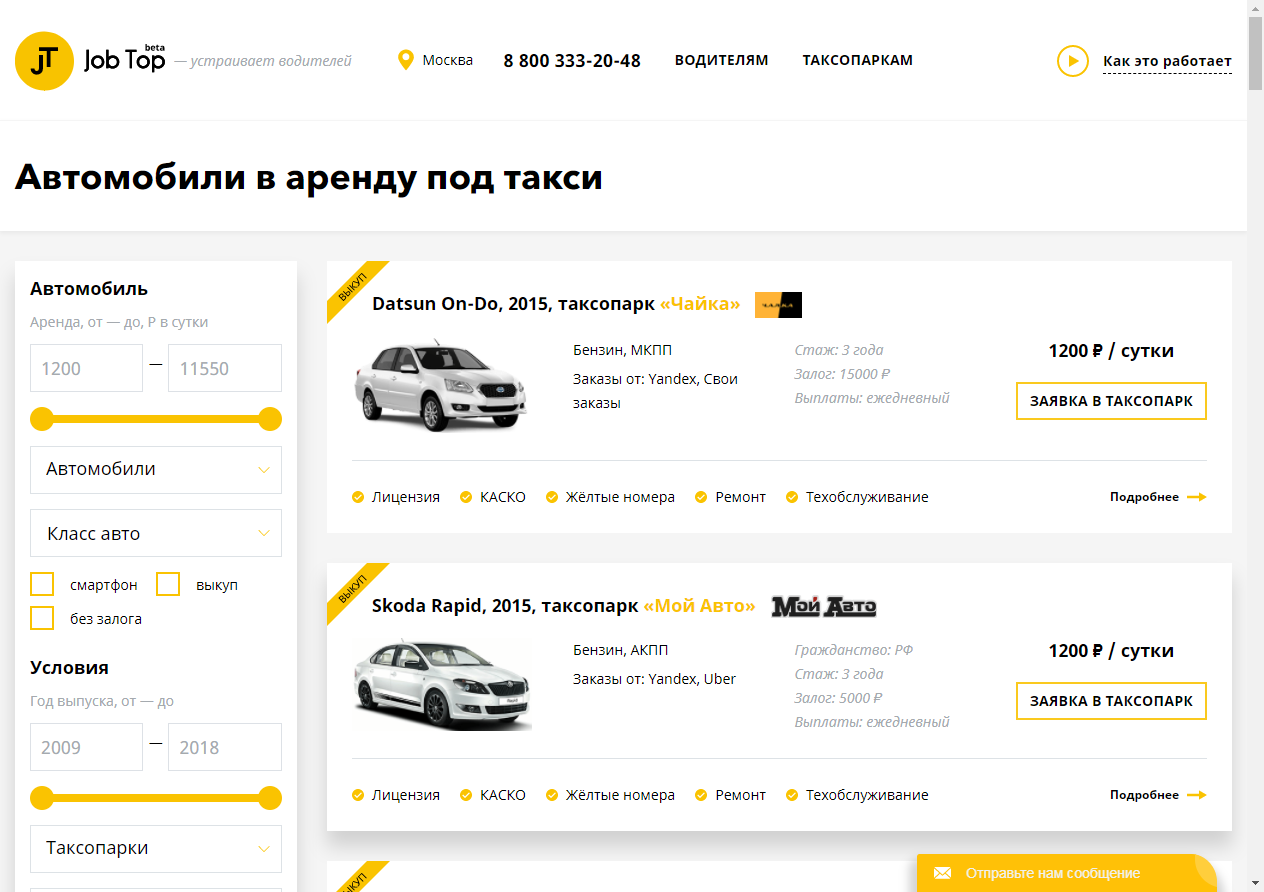 JT Job Top beta — устраивает водителей Москва 8 800 333-20-48 ВОДИТЕЛЯМ ТАКСОПАРКАМ Как это работает
Автомобили в аренду под такси
Автомобиль
Аренда, от — до, Р в сутки
1200 — 11550
Автомобили
Класс авто
смартфон выкуп
без залога
Условия
Год выпуска, от — до
2009 — 2018
Таксопарки
ВЫКУП
Datsun On-Do, 2015, таксопарк «Чайка» ЧАЙКА
Бензин, МКПП
Заказы от: Yandex, Свои
заказы
Стаж: 3 года
Залог: 15000 ₽
Выплаты: ежедневный
1200 ₽ / сутки
ЗАЯВКА В ТАКСОПАРК
Лицензия КАСКО Жёлтые номера Ремонт Техобслуживание Подробнее
ВЫКУП
Skoda Rapid, 2015, таксопарк «Мой Авто» Мой Авто
Бензин, АКПП
Заказы от: Yandex, Uber
Гражданство: РФ
Стаж: 3 года
Залог: 5000 ₽
Выплаты: ежедневный
1200 ₽ / сутки
ЗАЯВКА В ТАКСОПАРК
Лицензия КАСКО Жёлтые номера Ремонт Техобслуживание Подробнее
ВЫКУП
Отправьте нам сообщение